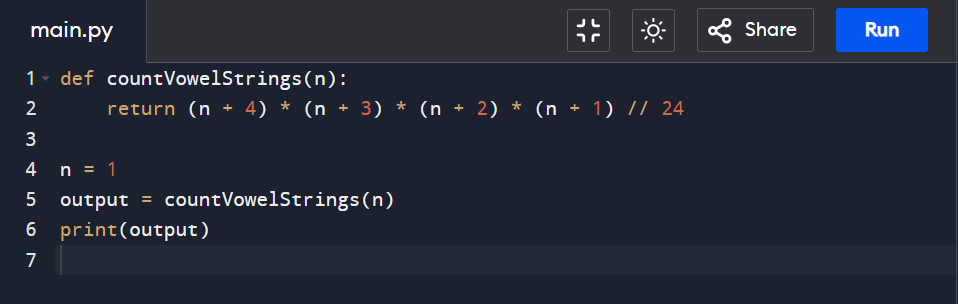 main.py
Share
Run
1 def countVowelStrings(n):
2     return (n + 4) * (n + 3) * (n + 2) * (n + 1) // 24
3
4 n = 1
5 output = countVowelStrings(n)
6 print(output)
7